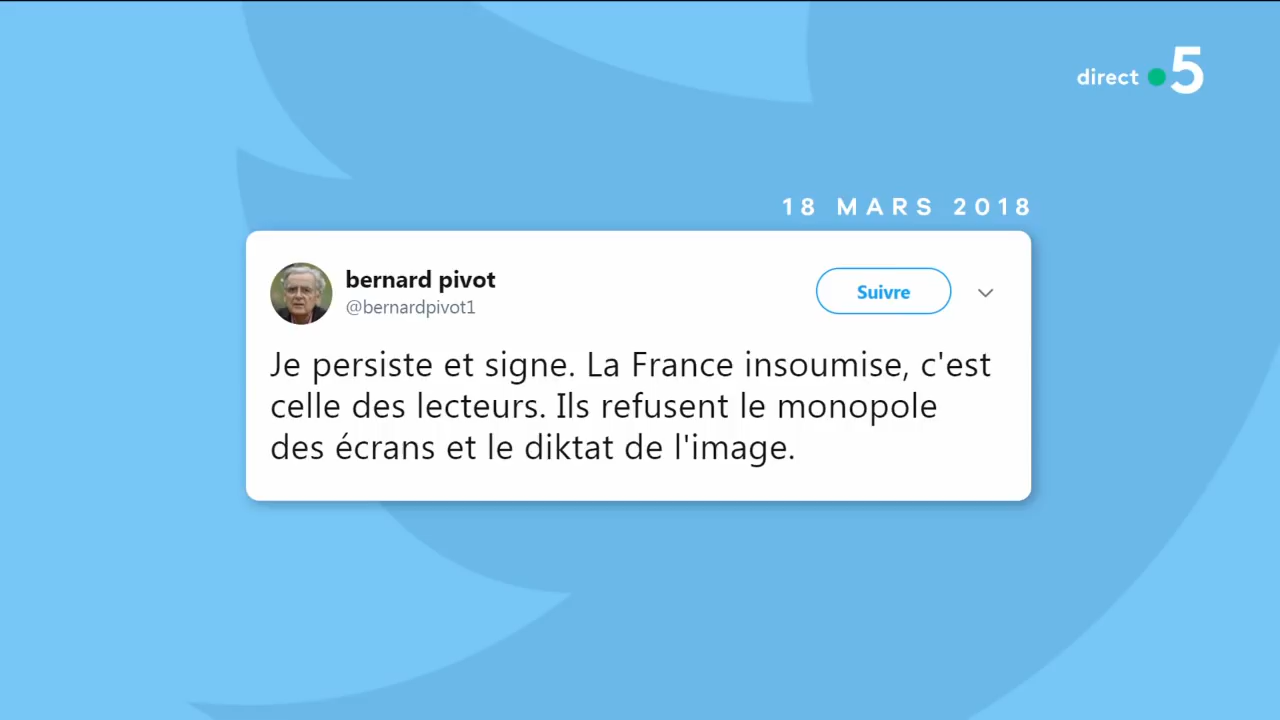 direct 5
18 MARS 2018
bernard pivot
@bernardpivot1
Suivre
Je persiste et signe. La France insoumise, c'est
celle des lecteurs. Ils refusent le monopole
des écrans et le diktat de l'image.